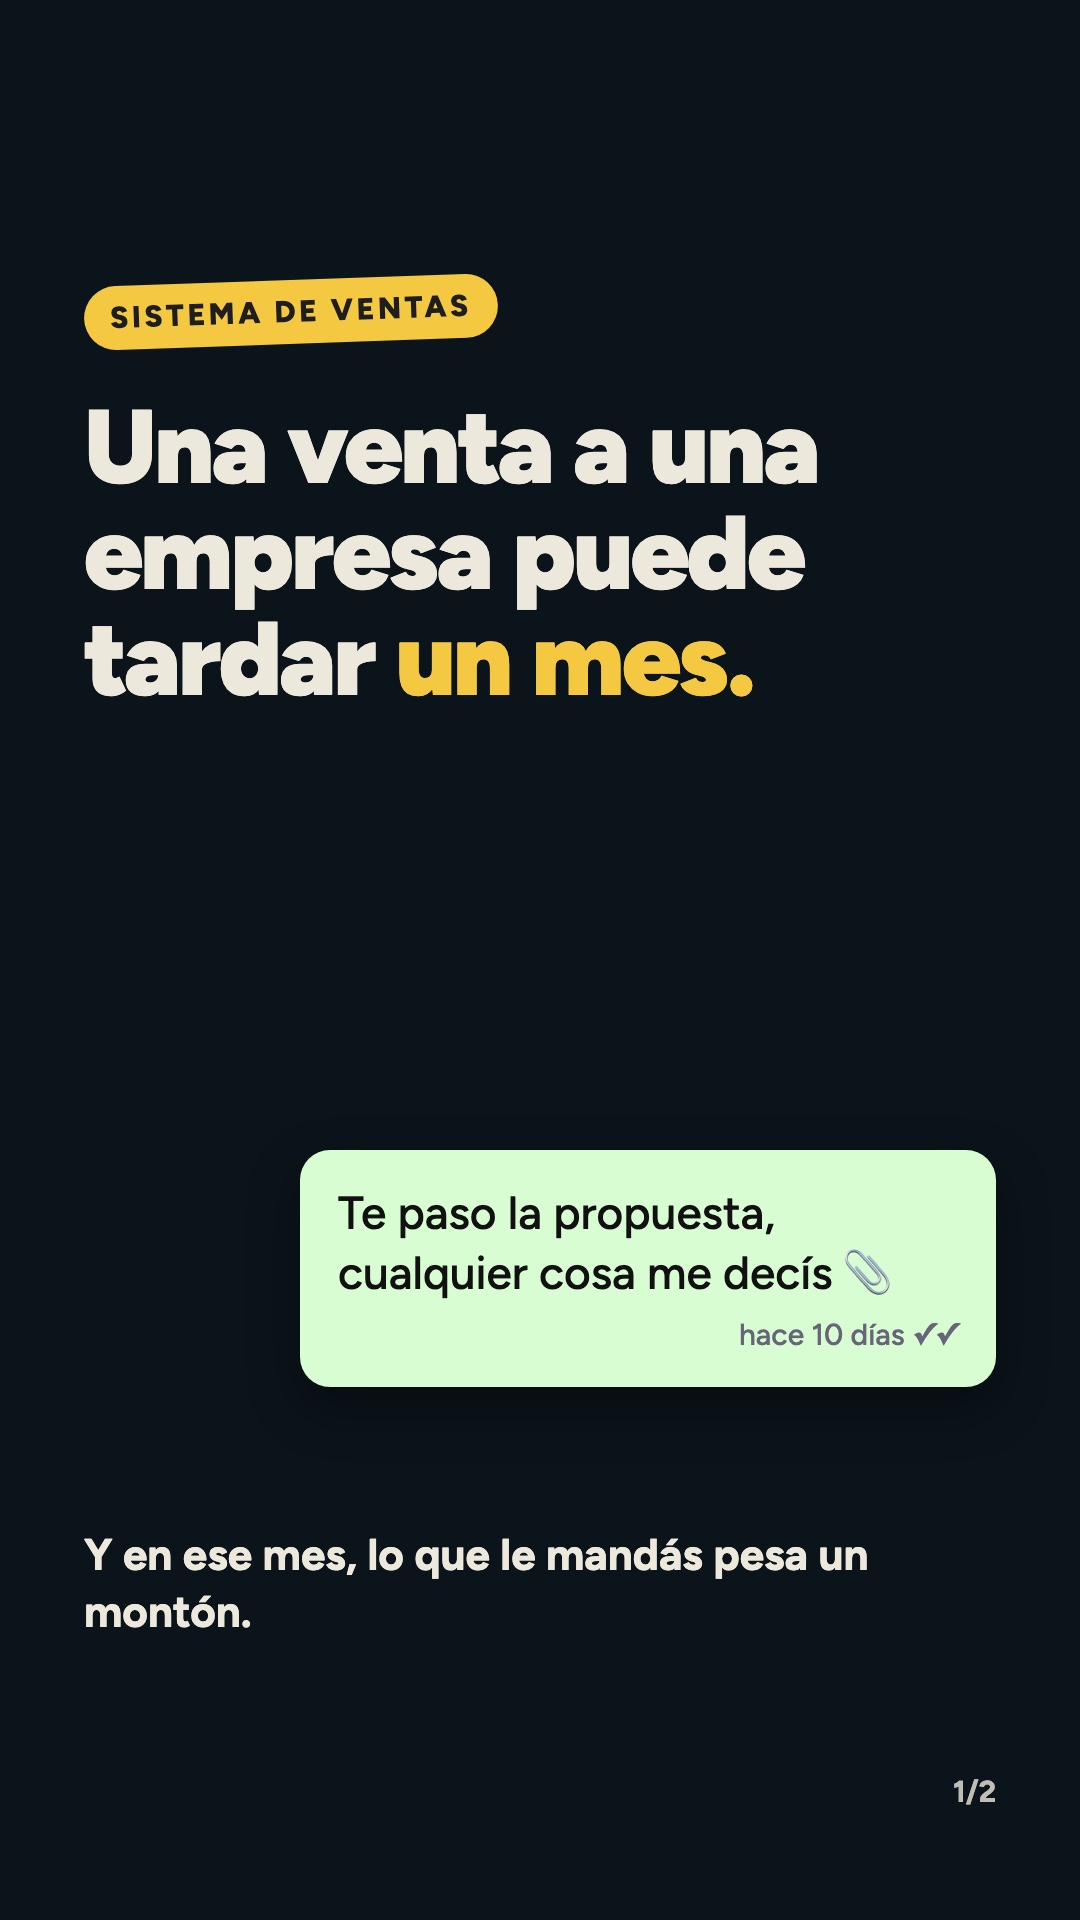 SISTEMA DE VENTAS
Una venta a una
empresa puede
tardar un mes.
Te paso la propuesta,
cualquier cosa me decís 📎
hace 10 días ✓✓
Y en ese mes, lo que le mandás pesa un
montón.
1/2